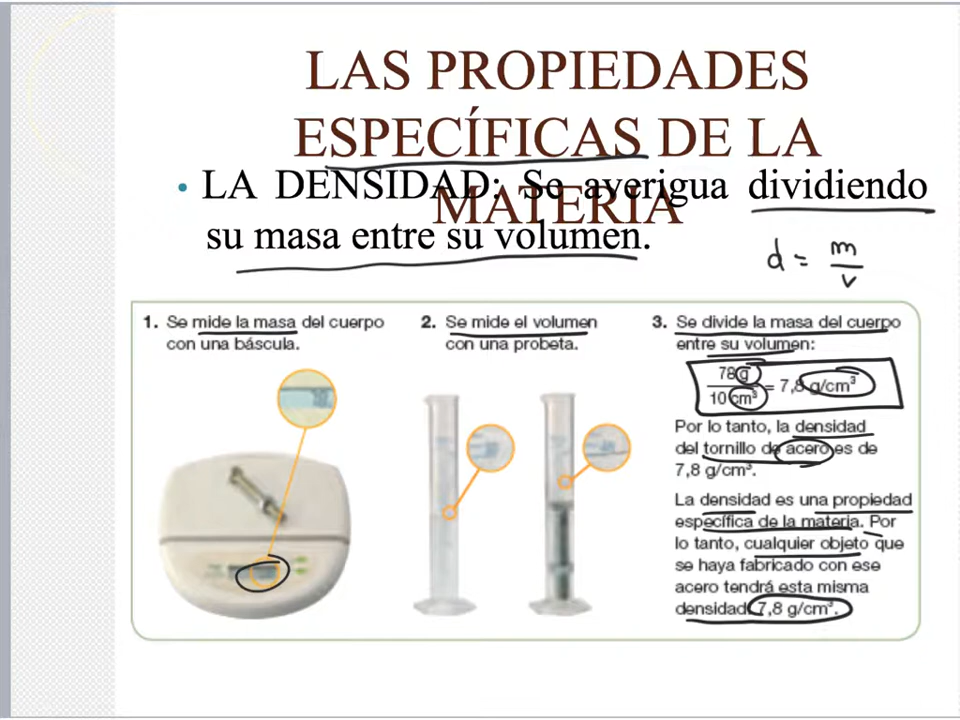 LAS PROPIEDADES
ESPECÍFICAS DE LA
MATERIA
• LA DENSIDAD: Se averigua dividiendo
su masa entre su volumen.
d = m
v
1. Se mide la masa del cuerpo
con una báscula.
2. Se mide el volumen
con una probeta.
3. Se divide la masa del cuerpo
entre su volumen:
78 g
10 cm³
= 7,8 g/cm³
Por lo tanto, la densidad
del tornillo de acero es de
7,8 g/cm³.
La densidad es una propiedad
específica de la materia. Por
lo tanto, cualquier objeto que
se haya fabricado con ese
acero tendrá esta misma
densidad: 7,8 g/cm³.